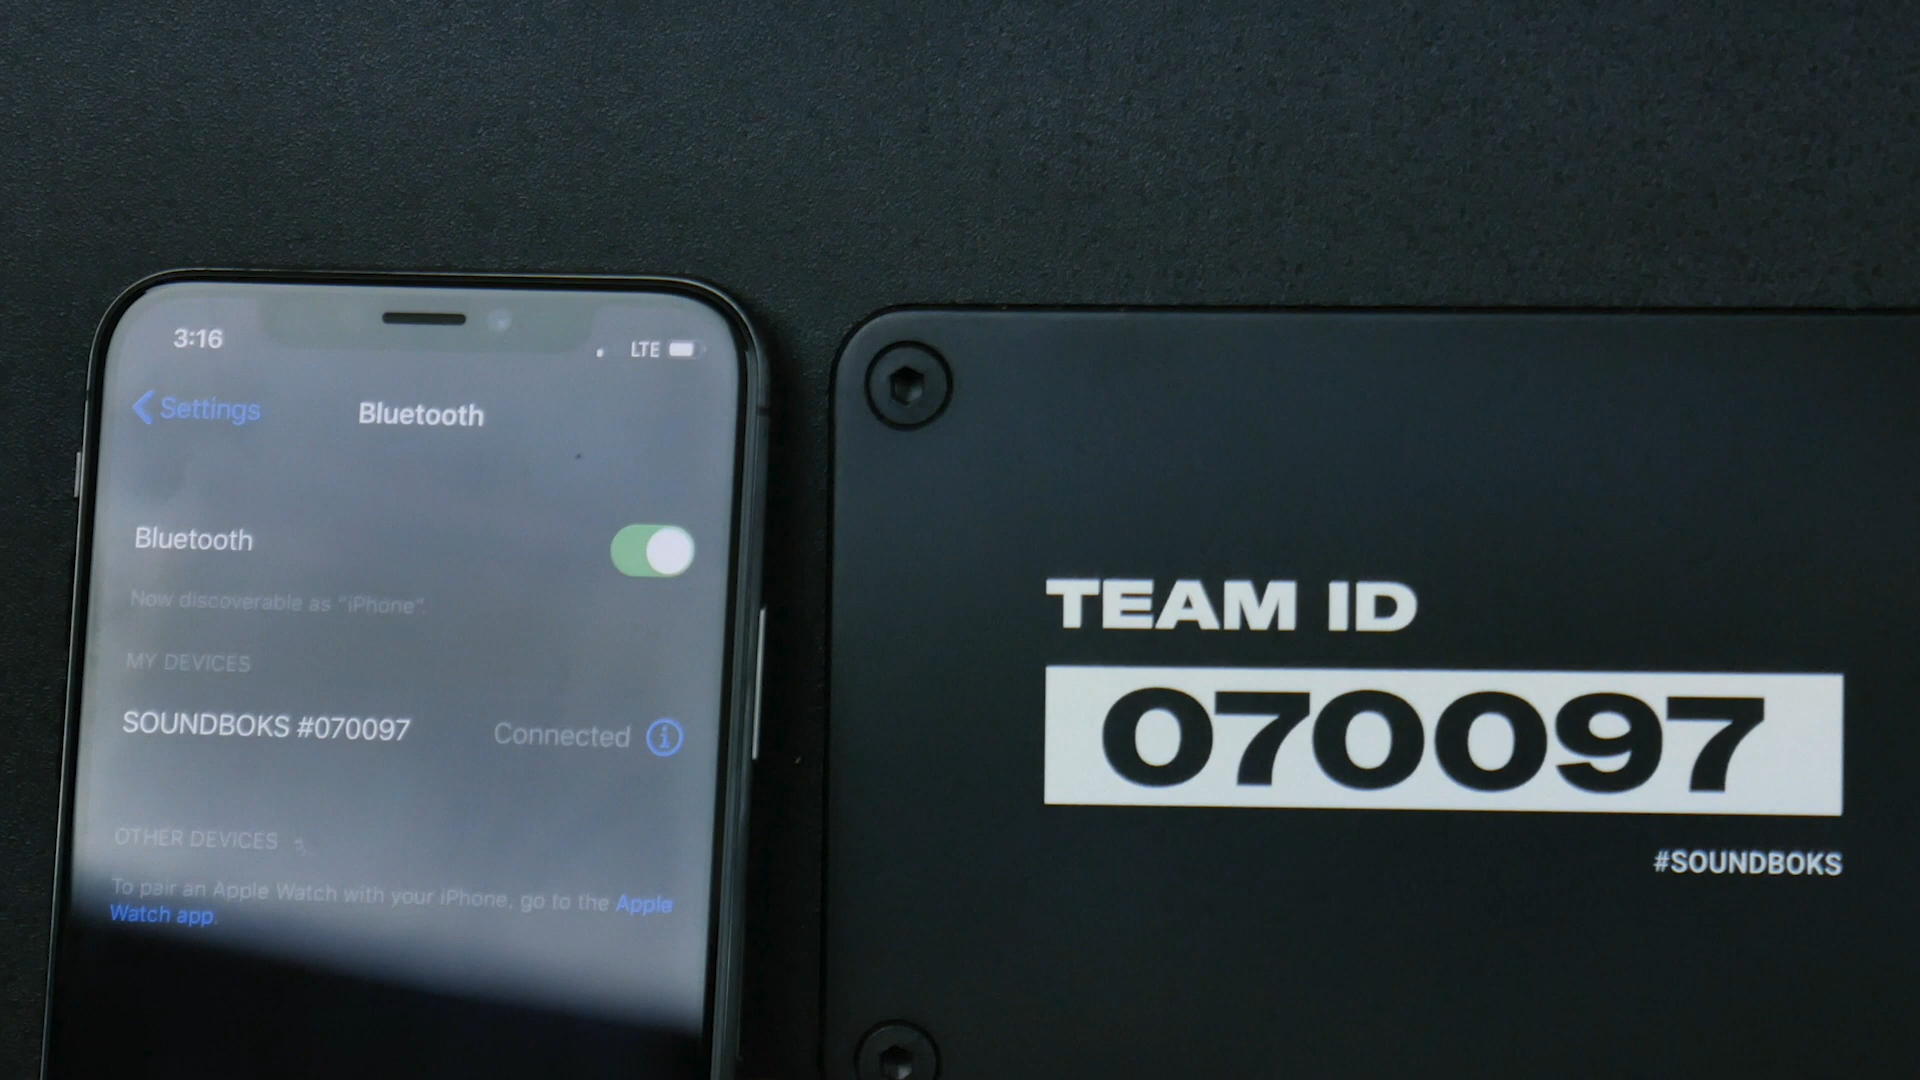 3:16
LTE
Settings
Bluetooth
Bluetooth
Now discoverable as "iPhone".
MY DEVICES
SOUNDBOKS #070097
Connected
OTHER DEVICES
To pair an Apple Watch with your iPhone, go to the Apple
Watch app.
TEAM ID
070097
#SOUNDBOKS